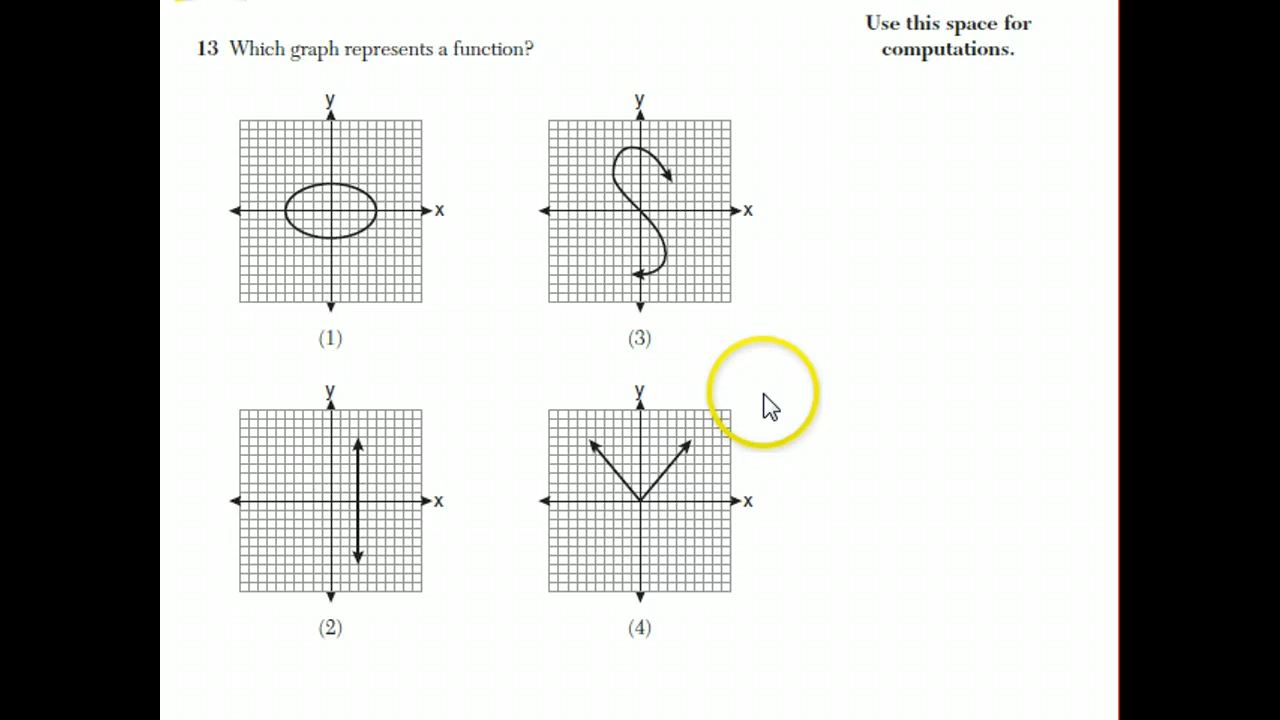 Use this space for
computations.
13 Which graph represents a function?
y
x
(1)
y
x
(3)
y
x
(2)
y
x
(4)